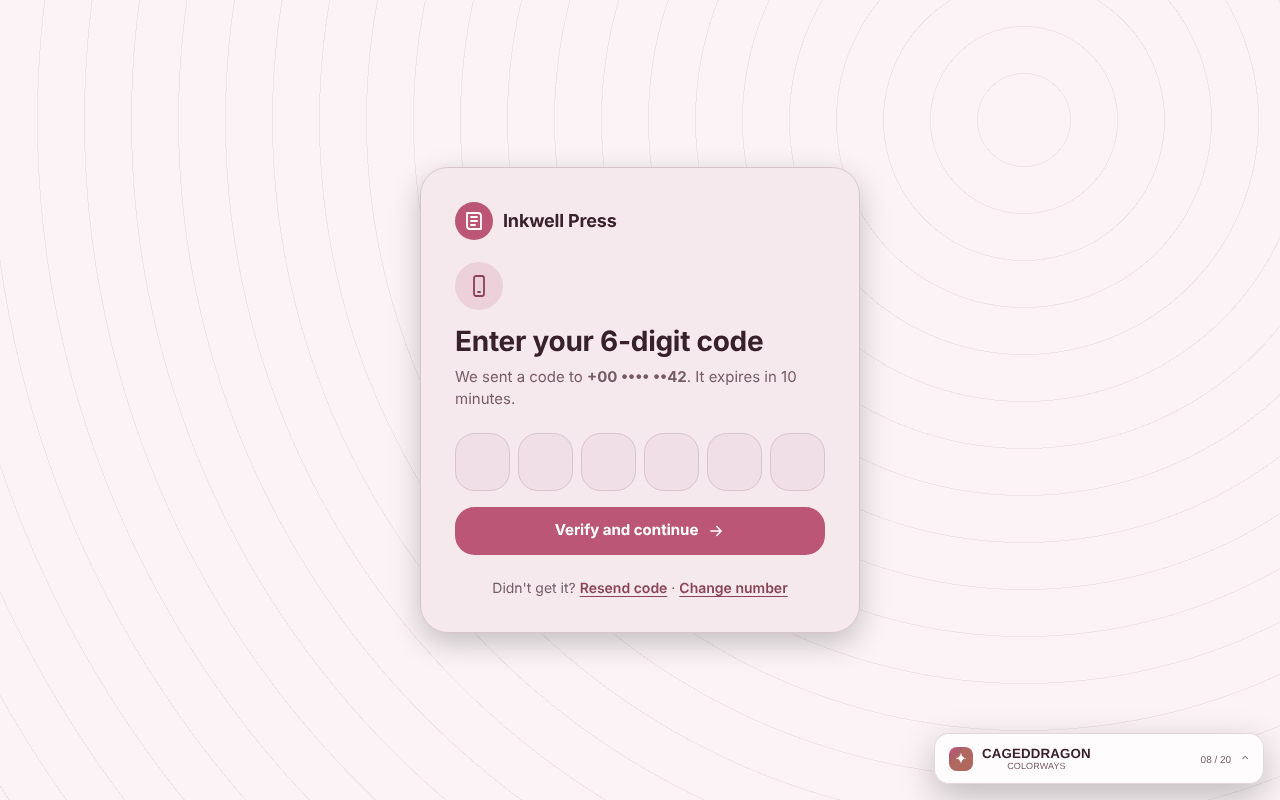 Inkwell Press
Enter your 6-digit code
We sent a code to +00 •••• ••42. It expires in 10
minutes.
Verify and continue →
Didn't get it? Resend code · Change number
CAGEDDRAGON
COLORWAYS
08 / 20